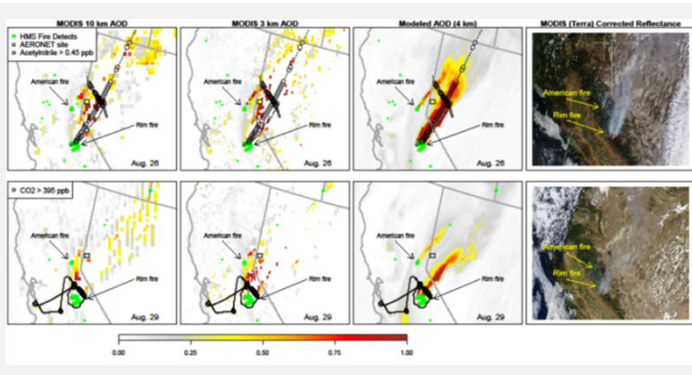 MODIS 10 km AOD
MODIS 3 km AOD
Modeled AOD (4 km)
MODIS (Terra) Corrected Reflectance
HMS Fire Detects
AERONET site
Acetylnitrile > 0.45 ppb
American fire
Rim fire
Aug. 26
American fire
Rim fire
Aug. 26
American fire
Rim fire
Aug. 26
American fire
Rim fire
CO2 > 395 ppb
American fire
Rim fire
Aug. 29
American fire
Rim fire
Aug. 29
American fire
Rim fire
Aug. 29
American fire
Rim fire
0.00 0.25 0.50 0.75 1.00